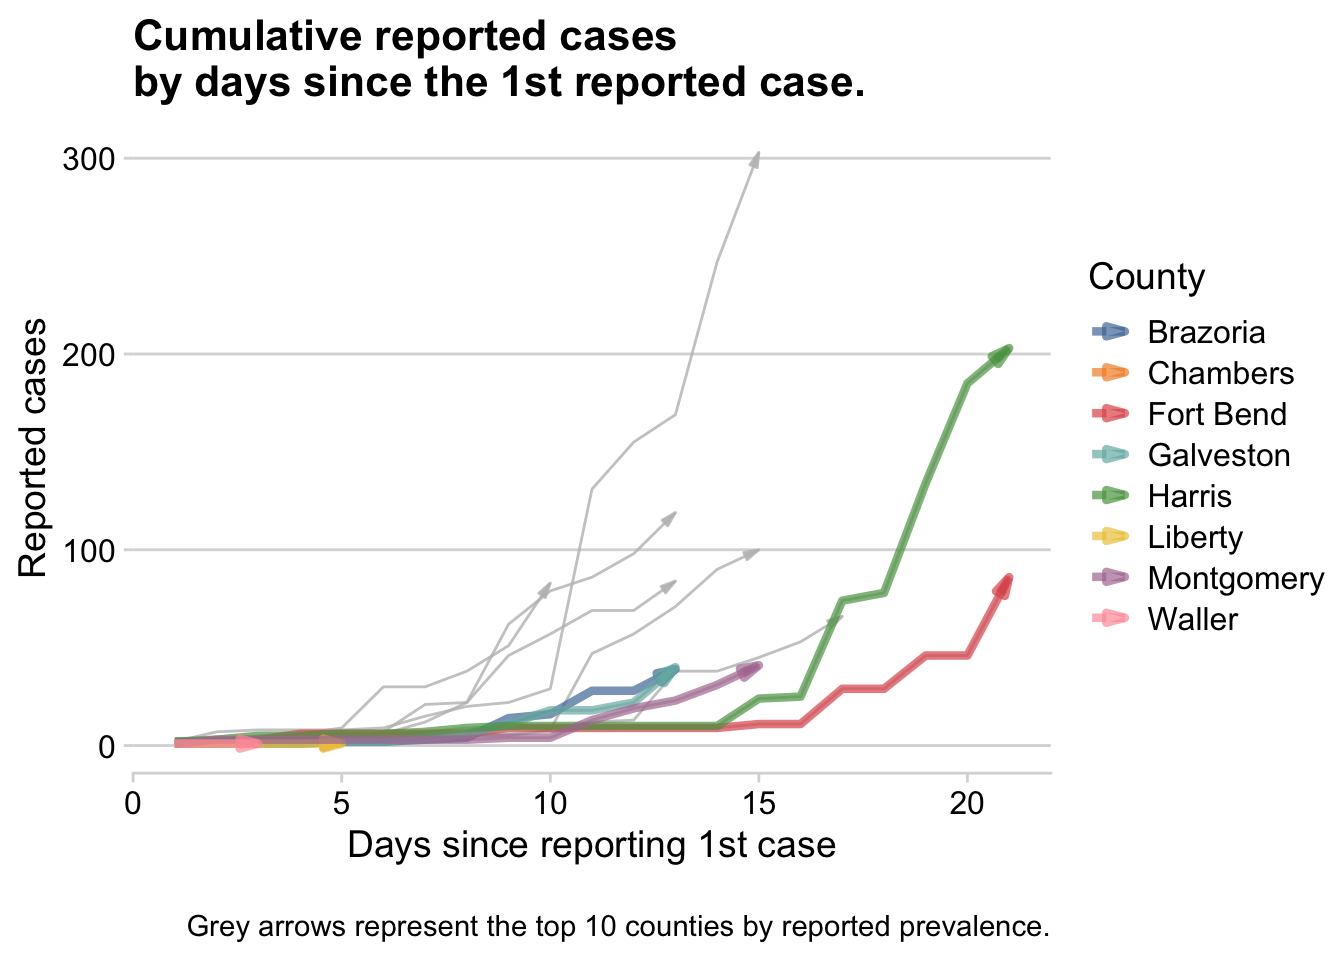 Cumulative reported cases
by days since the 1st reported case.
300
200
100
0
Reported cases
0 5 10 15 20
Days since reporting 1st case
County
Brazoria
Chambers
Fort Bend
Galveston
Harris
Liberty
Montgomery
Waller
Grey arrows represent the top 10 counties by reported prevalence.